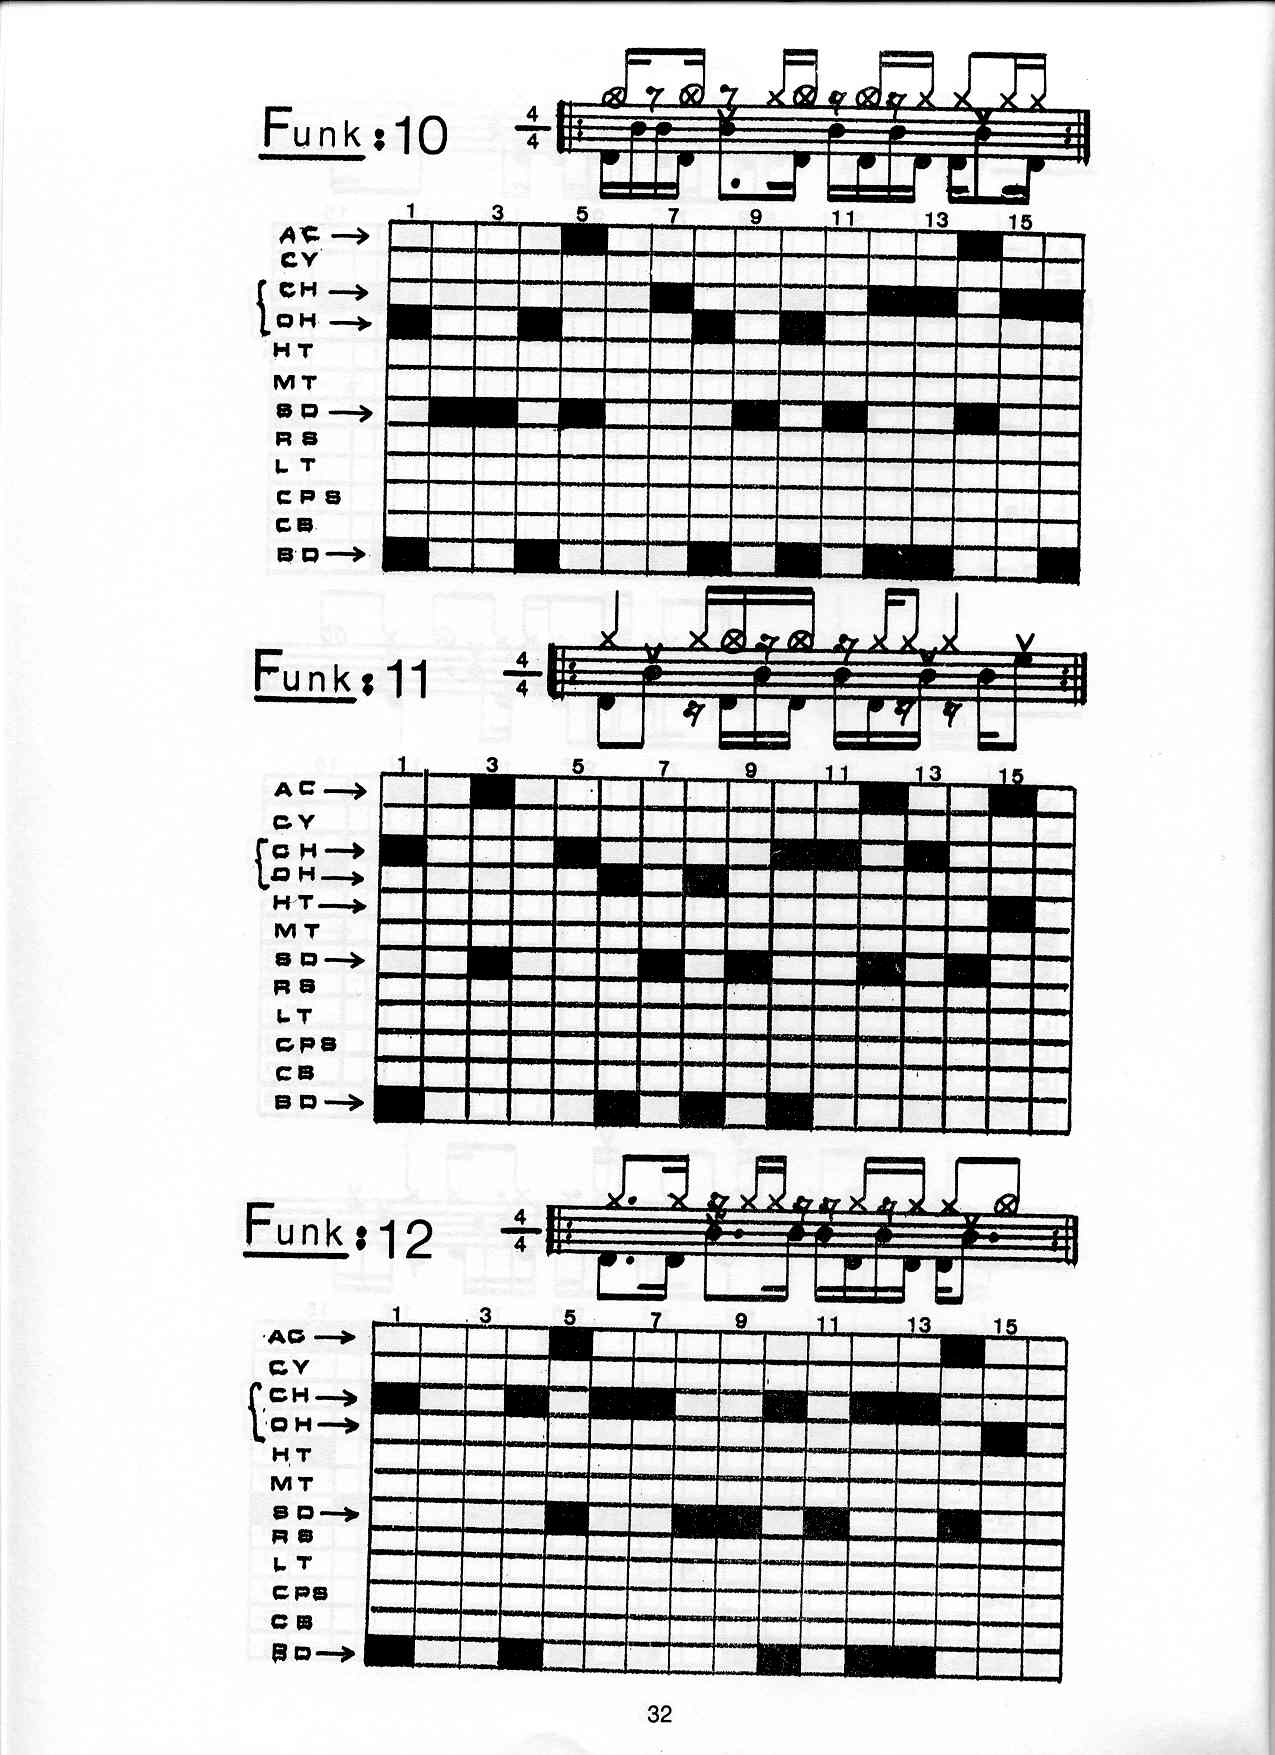 Funk: 10
4
4
1 3 5 7 9 11 13 15
AC →
CY
CH →
OH →
HT
MT
SD →
RS
LT
CPS
CB
BD →
Funk: 11
4
4
1 3 5 7 9 11 13 15
AC →
CY
CH →
OH →
HT →
MT
SD →
RS
LT
CPS
CB
BD →
Funk: 12
4
4
1 3 5 7 9 11 13 15
AC →
CY
CH →
OH →
HT
MT
SD →
RS
LT
CPS
CB
BD →
32